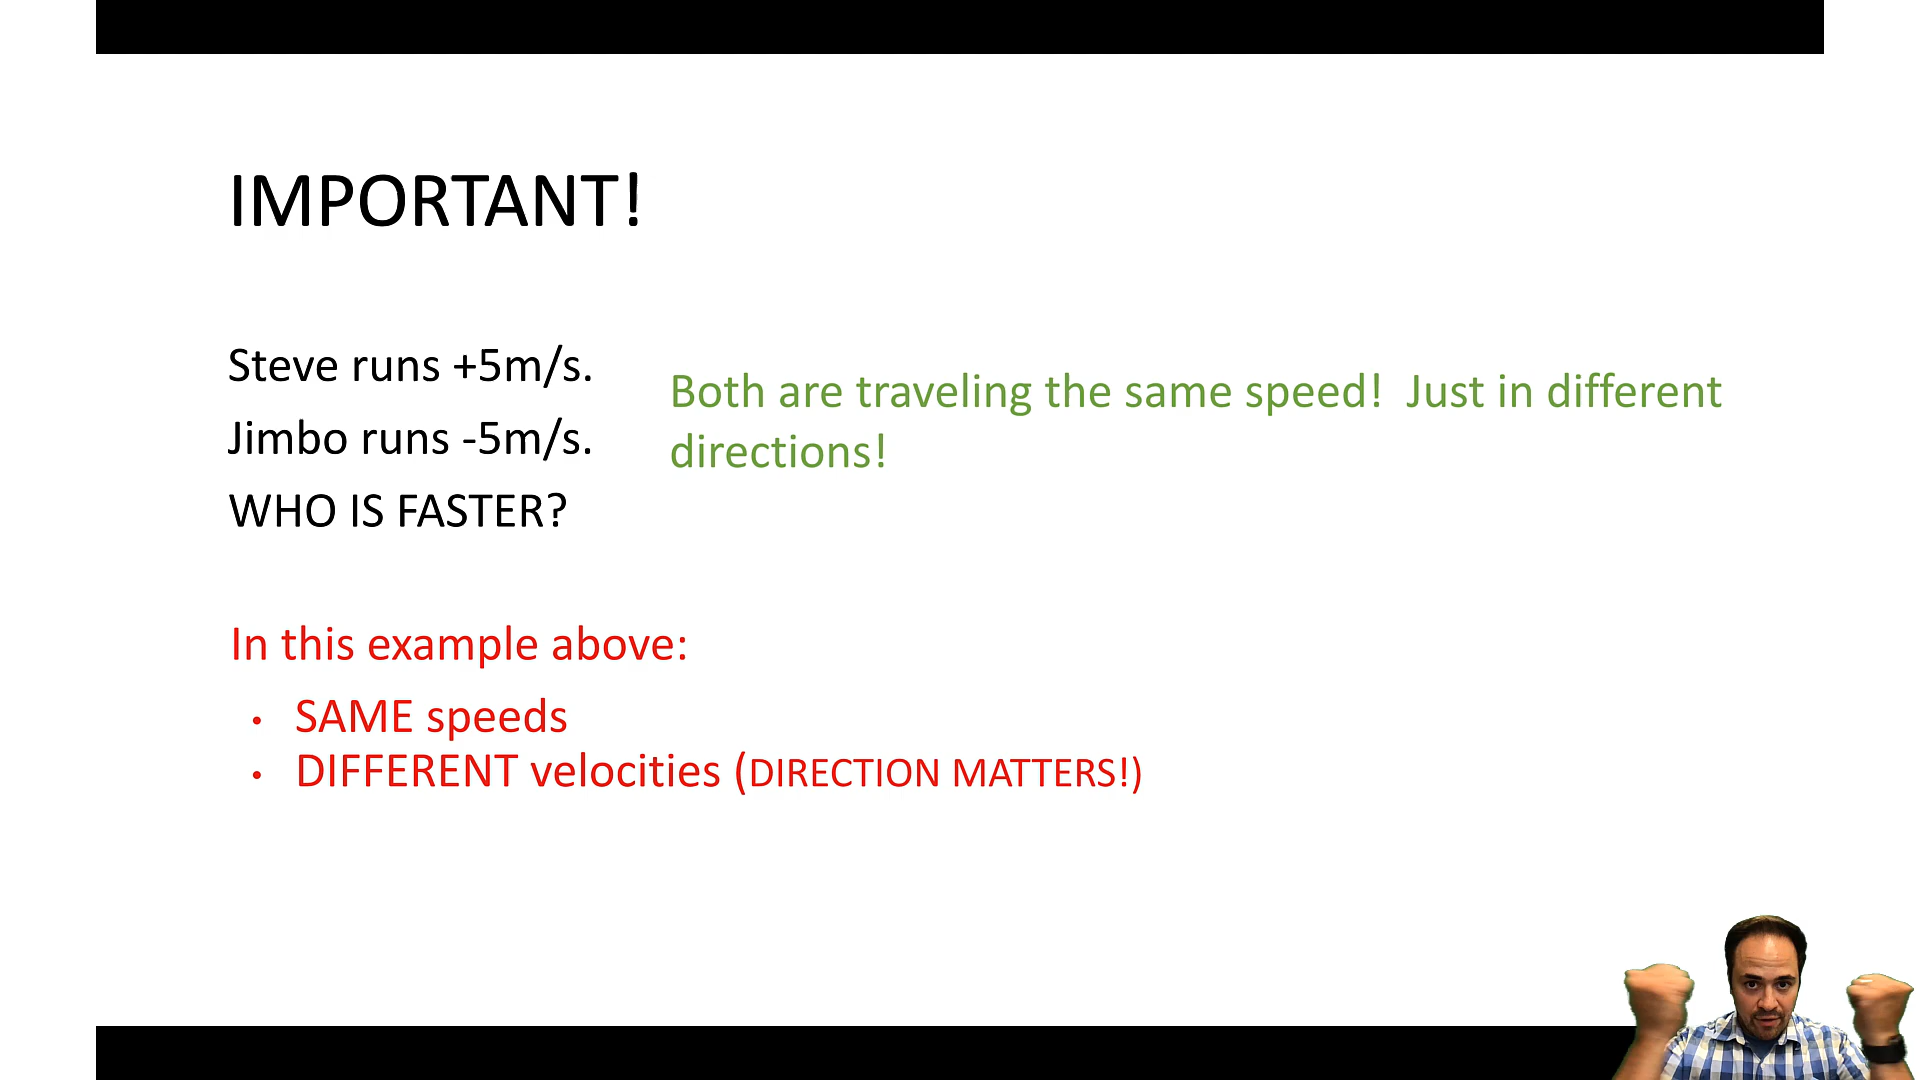 IMPORTANT!
Steve runs +5m/s.
Jimbo runs -5m/s.
WHO IS FASTER?
Both are traveling the same speed!  Just in different
directions!
In this example above:
• SAME speeds
• DIFFERENT velocities (DIRECTION MATTERS!)